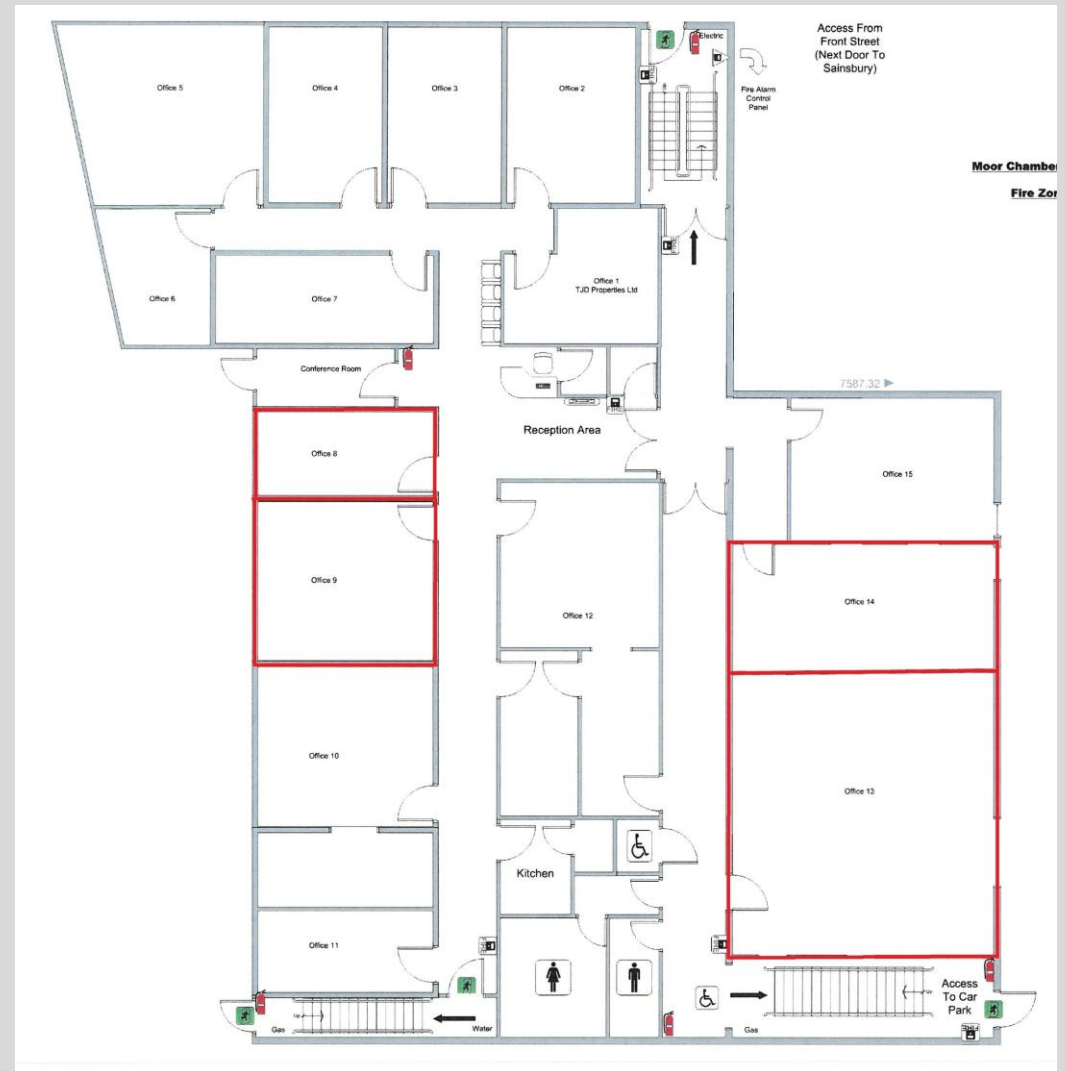 Access From
Front Street
(Next Door To
Sainsbury)
Electric
Fire Alarm
Control
Panel
Moor Chamber
Fire Zon
Office 5
Office 4
Office 3
Office 2
Office 6
Office 7
Office 1
TJD Properties Ltd
Conference Room
7587.32
Reception Area
Office 8
Office 15
Office 9
Office 14
Office 12
Office 10
Office 13
Kitchen
Office 11
Access
To Car
Park
Gas
Water
Gas
FIRE